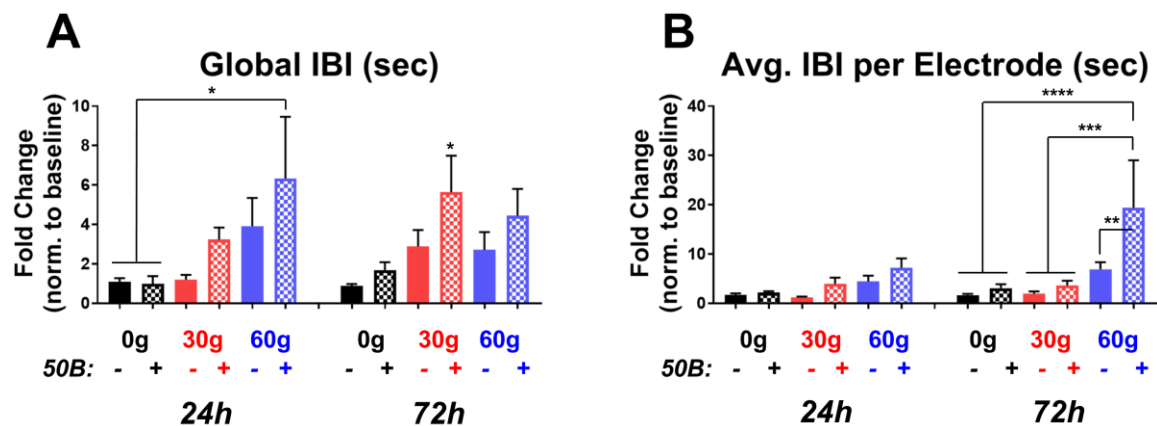 A
Global IBI (sec)
Fold Change
(norm. to baseline)
10
8
6
4
2
0
*
*
0g 30g 60g 0g 30g 60g
50B: - + - + - + - + - + - +
24h 72h
B
Avg. IBI per Electrode (sec)
Fold Change
(norm. to baseline)
40
30
20
10
0
****
***
**
0g 30g 60g 0g 30g 60g
50B: - + - + - + - + - + - +
24h 72h